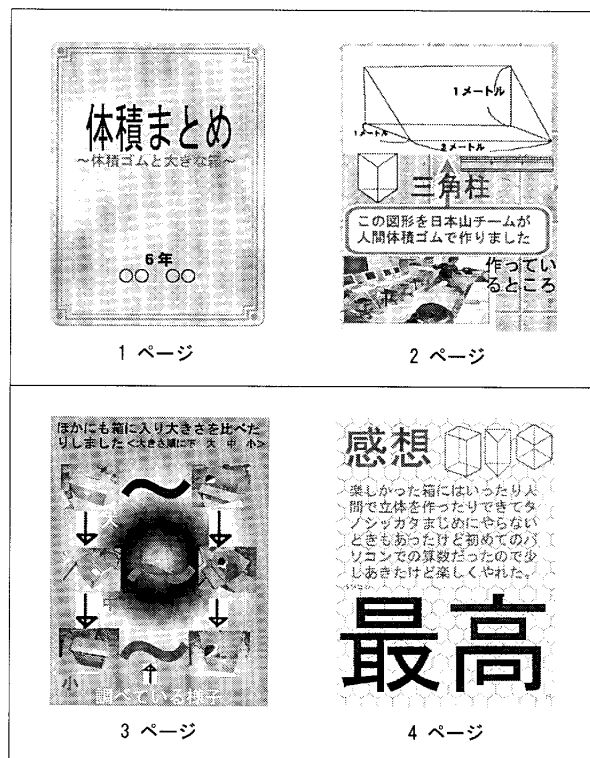 体積まとめ
~体積ゴムと大きな箱~
6年
○○ ○○
1 ページ
1メートル
1メートル
2メートル
三角柱
この図形を日本山チームが
人間体積ゴムで作りました
作ってい
るところ
2 ページ
ほかにも箱に入り大きさを比べた
りしました<大きさ順に下 大 中 小>
大
中
小
調べている様子
3 ページ
感想
楽しかった箱にはいったり人
間で立体を作ったりできてタ
ノシッカタまじめにやらない
ときもあったけど初めてのパ
ソコンでの算数だったので少
しあきたけど楽しくやれた。
最高
4 ページ